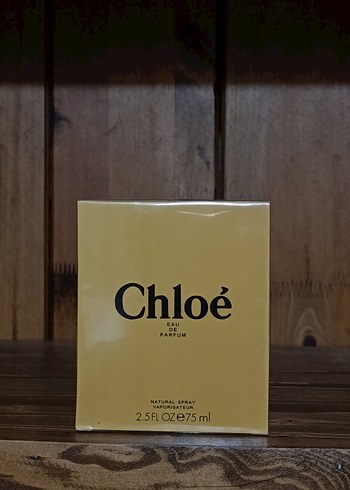 Chloé
EAU
DE
PARFUM
NATURAL SPRAY
VAPORISATEUR
2.5 FL OZ ℮ 75 ml